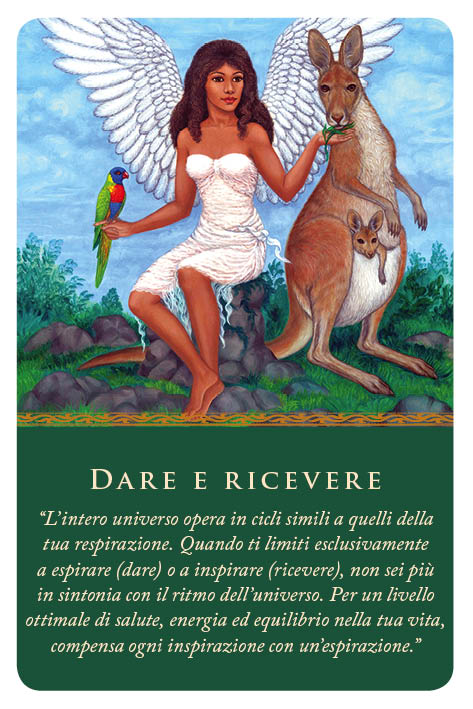 Dare e ricevere
“L’intero universo opera in cicli simili a quelli della
tua respirazione. Quando ti limiti esclusivamente
a espirare (dare) o a inspirare (ricevere), non sei più
in sintonia con il ritmo dell’universo. Per un livello
ottimale di salute, energia ed equilibrio nella tua vita,
compensa ogni inspirazione con un’espirazione.”